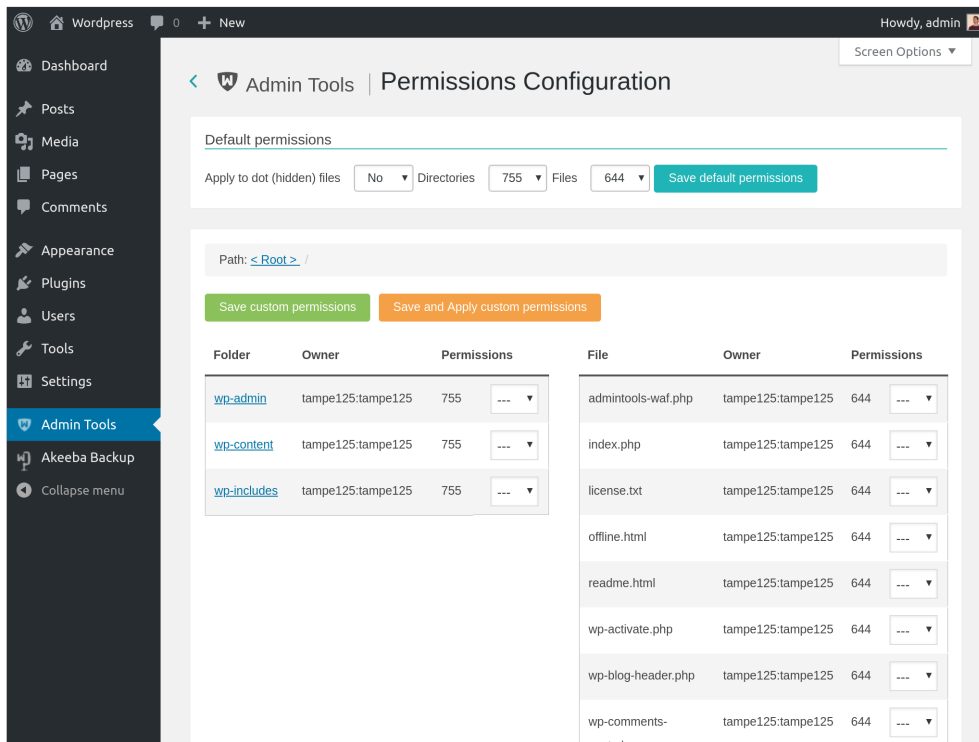 Wordpress 0 New Howdy, admin
Screen Options ▼
Dashboard
Posts
Media
Pages
Comments
Appearance
Plugins
Users
Tools
Settings
Admin Tools
Akeeba Backup
Collapse menu
Admin Tools | Permissions Configuration
Default permissions
Apply to dot (hidden) files No Directories 755 Files 644 Save default permissions
Path: < Root > /
Save custom permissions Save and Apply custom permissions
Folder Owner Permissions
wp-admin tampe125:tampe125 755 ---
wp-content tampe125:tampe125 755 ---
wp-includes tampe125:tampe125 755 ---
File Owner Permissions
admintools-waf.php tampe125:tampe125 644 ---
index.php tampe125:tampe125 644 ---
license.txt tampe125:tampe125 644 ---
offline.html tampe125:tampe125 644 ---
readme.html tampe125:tampe125 644 ---
wp-activate.php tampe125:tampe125 644 ---
wp-blog-header.php tampe125:tampe125 644 ---
wp-comments- tampe125:tampe125 644 ---